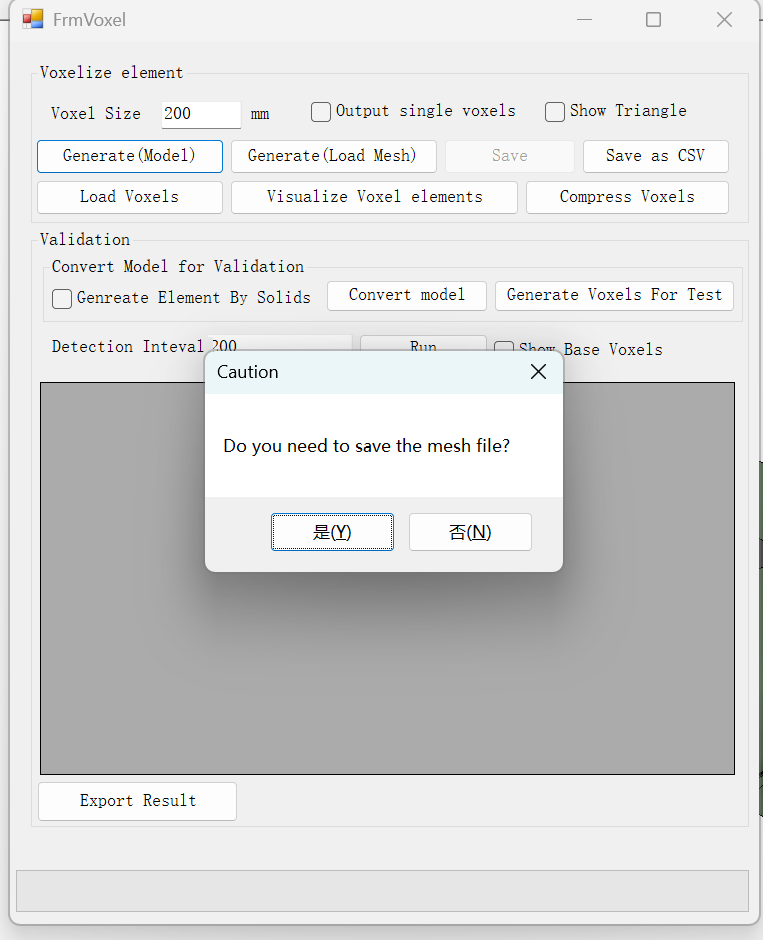 FrmVoxel
Voxelize element
Voxel Size 200 mm Output single voxels Show Triangle
Generate(Model) Generate(Load Mesh) Save Save as CSV
Load Voxels Visualize Voxel elements Compress Voxels
Validation
Convert Model for Validation
Genreate Element By Solids Convert model Generate Voxels For Test
Detection Inteval 200 Run Show Base Voxels
Caution
Do you need to save the mesh file?
是(Y) 否(N)
Export Result